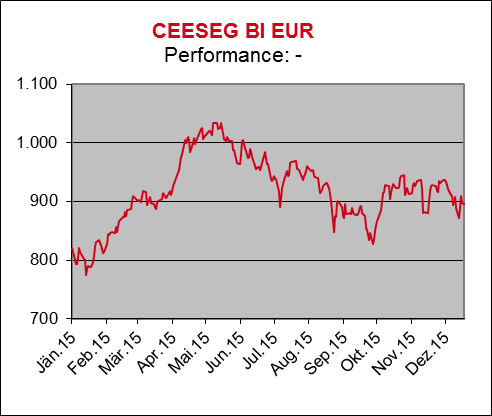 CEESEG BI EUR
Performance: -
1.100
1.000
900
800
700
Jän.15
Feb.15
Mär.15
Apr.15
Mai.15
Jun.15
Jul.15
Aug.15
Sep.15
Okt.15
Nov.15
Dez.15